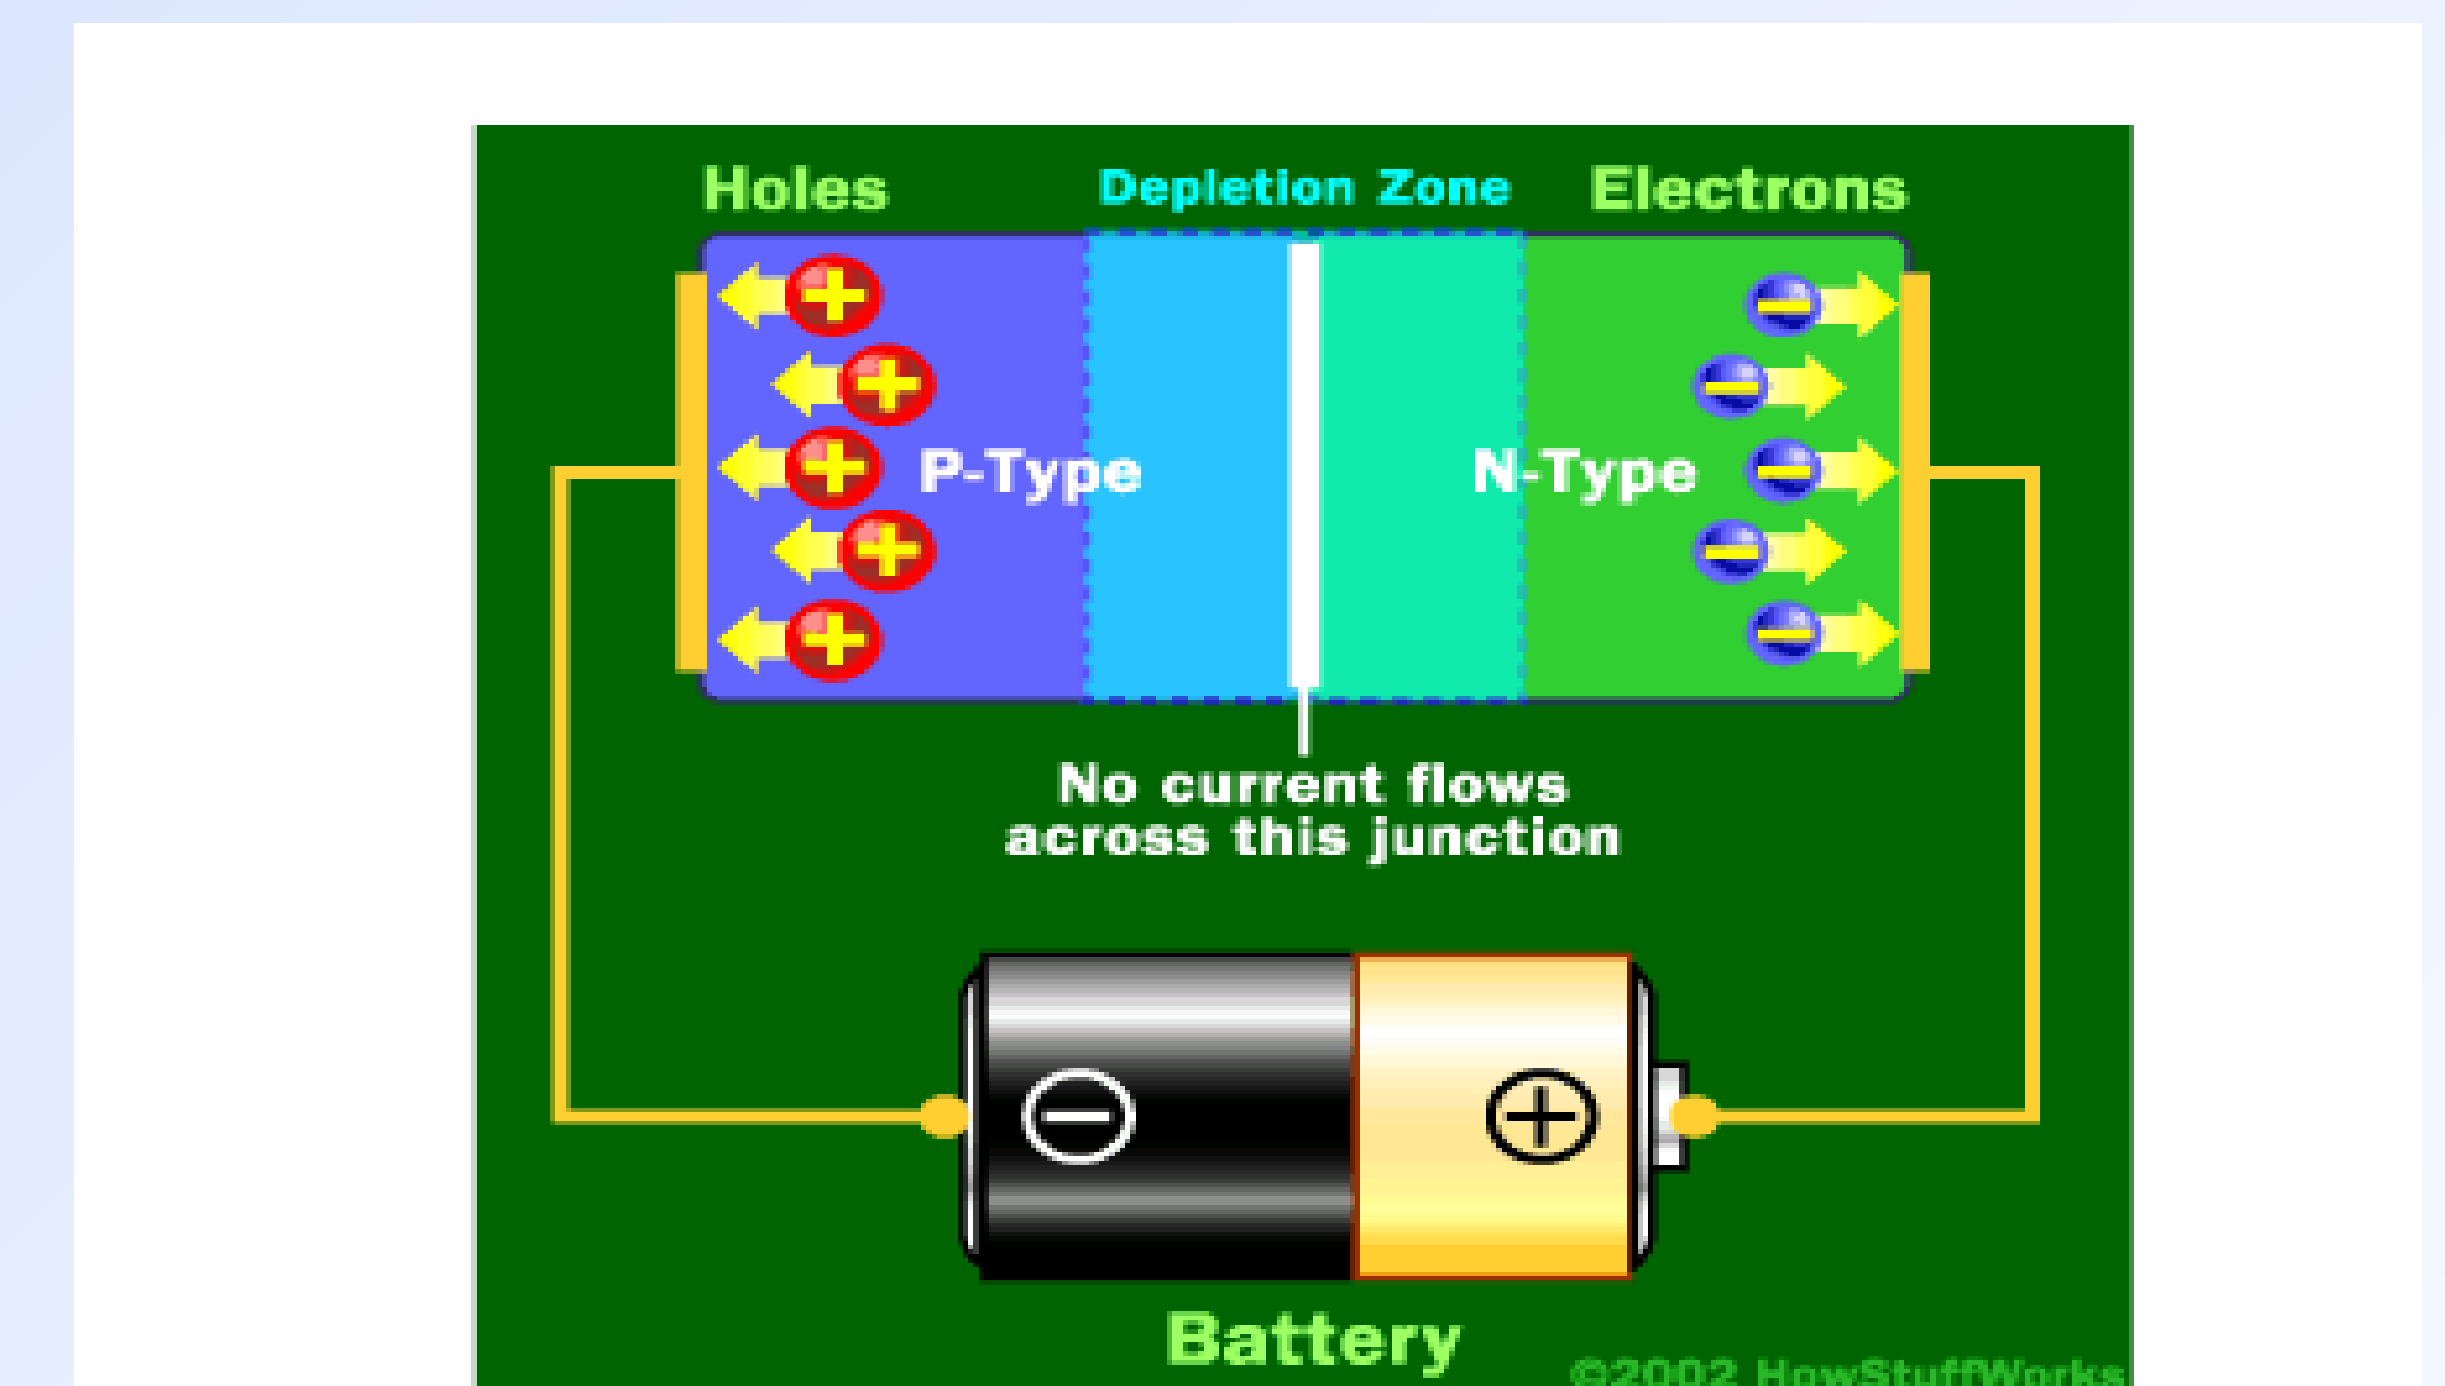 Holes
Depletion Zone
Electrons
P-Type
N-Type
No current flows
across this junction
Battery
©2002 HowStuffWorks